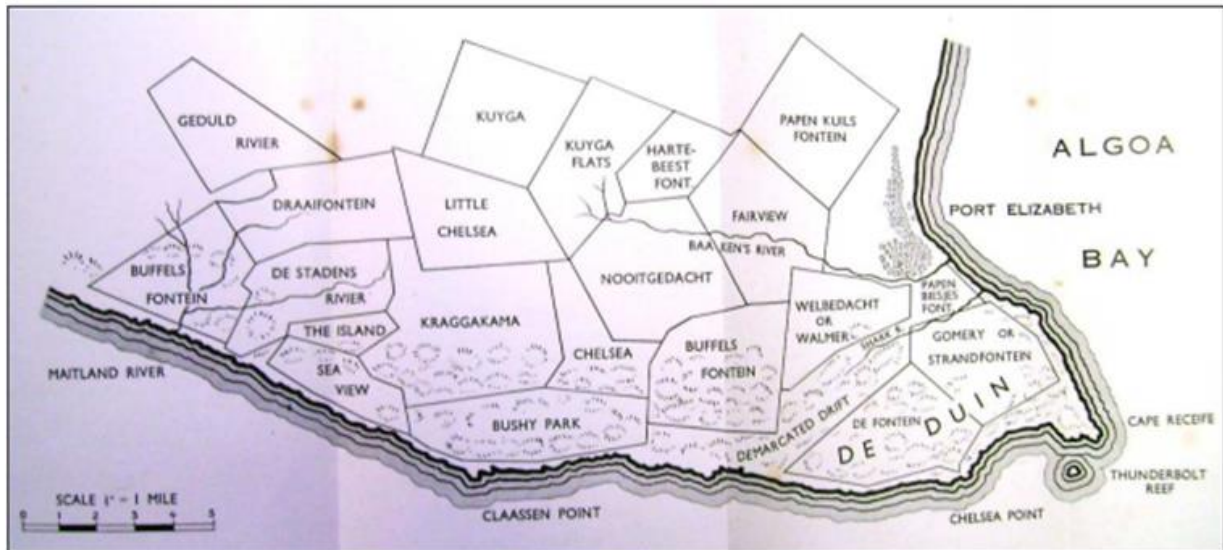 GEDULD
RIVIER
KUYGA
KUYGA
FLATS
HARTE-
BEEST
FONT.
PAPEN KUILS
FONTEIN
ALGOA
BAY
PORT ELIZABETH
DRAAIFONTEIN
LITTLE
CHELSEA
FAIRVIEW
BAAKEN'S RIVER
BUFFELS
FONTEIN
DE STADENS
RIVIER
NOOITGEDACHT
WELBEDACHT
OR
WALMER
PAPEN
BIESJES
FONT.
THE ISLAND
KRAGGAKAMA
SHARK R.
GOMERY OR
STRANDFONTEIN
MAITLAND RIVER
SEA
VIEW
CHELSEA
BUFFELS
FONTEIN
BUSHY PARK
DEMARCATED DRIFT
DE FONTEIN
DE DUIN
CAPE RECEIFE
THUNDERBOLT
REEF
SCALE 1" = 1 MILE
0 1 2 3 4 5
CLAASSEN POINT
CHELSEA POINT